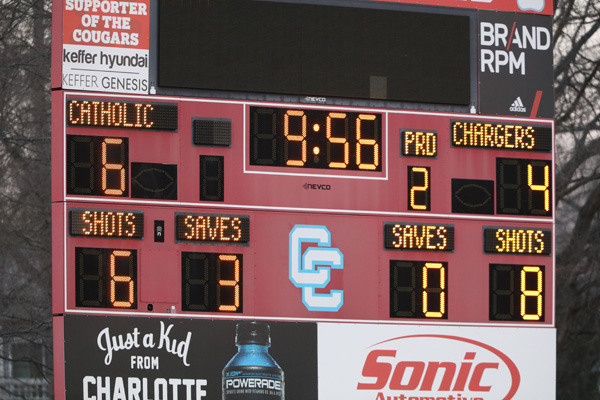 SUPPORTER
OF THE
COUGARS
keffer hyundai
KEFFER GENESIS
BRAND
RPM
adidas
NEVCO
CATHOLIC
9:56
PRD
CHARGERS
6
2
4
NEVCO
SHOTS
SAVES
SAVES
SHOTS
6
3
CC
0
8
Just a Kid
FROM
CHARLOTTE
POWERADE
Sonic
Automotive